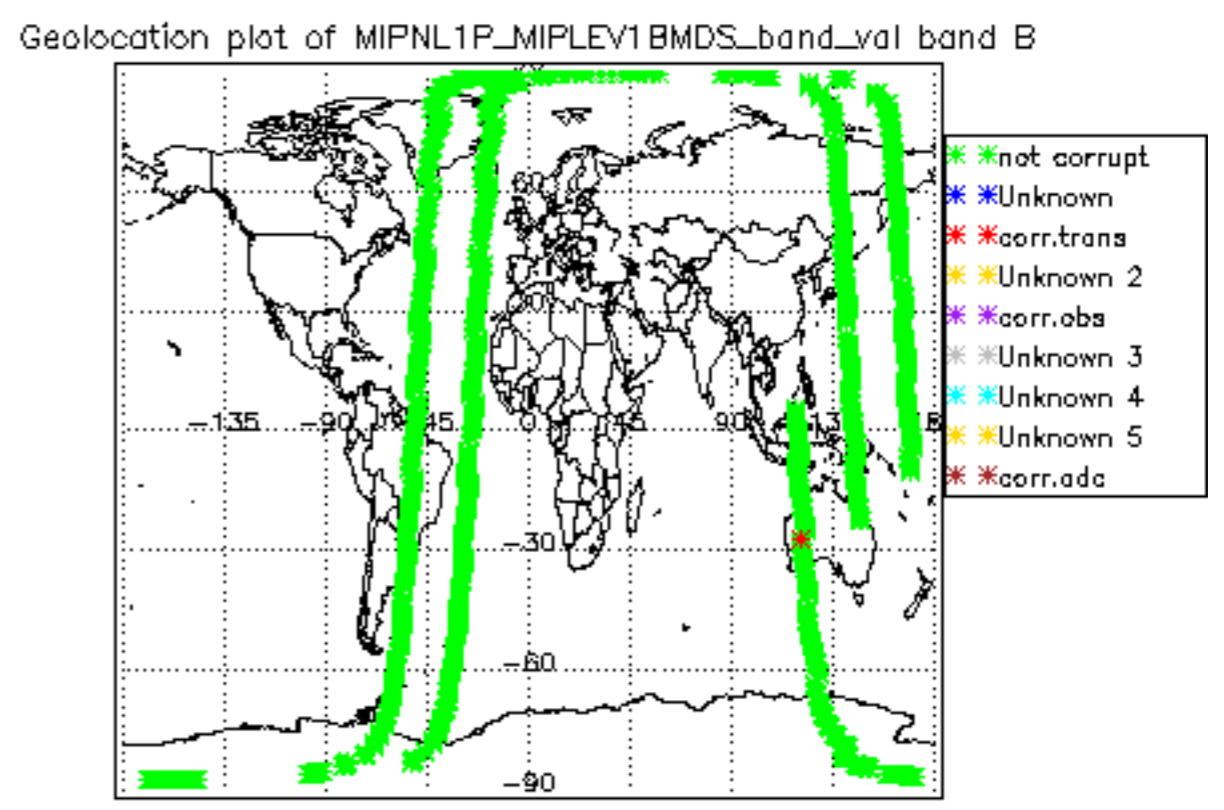 Geolocation plot of MIPNL1P_MIPLEV1BMDS_band_val band B
not corrupt
Unknown
corr.trans
Unknown 2
corr.obs
Unknown 3
Unknown 4
Unknown 5
corr.adc
60
-135 -90 0 90
-30
-60
-90